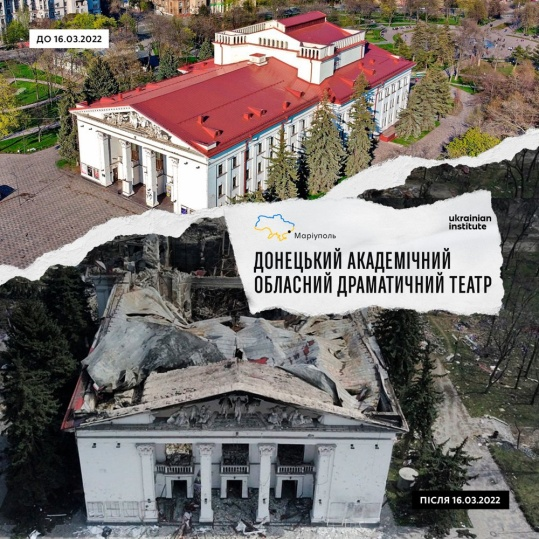 ДО 16.03.2022
ukrainian
institute
Маріуполь
ДОНЕЦЬКИЙ АКАДЕМІЧНИЙ
ОБЛАСНИЙ ДРАМАТИЧНИЙ ТЕАТР
ПІСЛЯ 16.03.2022